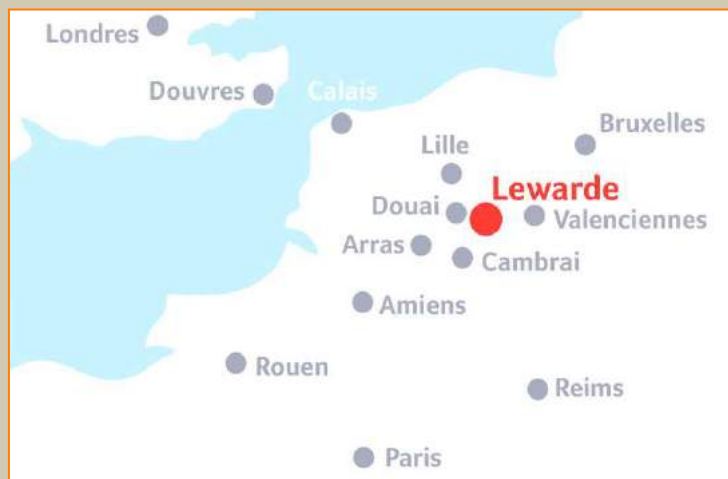 Londres
Douvres
Calais
Bruxelles
Lille
Lewarde
Douai
Valenciennes
Arras
Cambrai
Amiens
Rouen
Reims
Paris